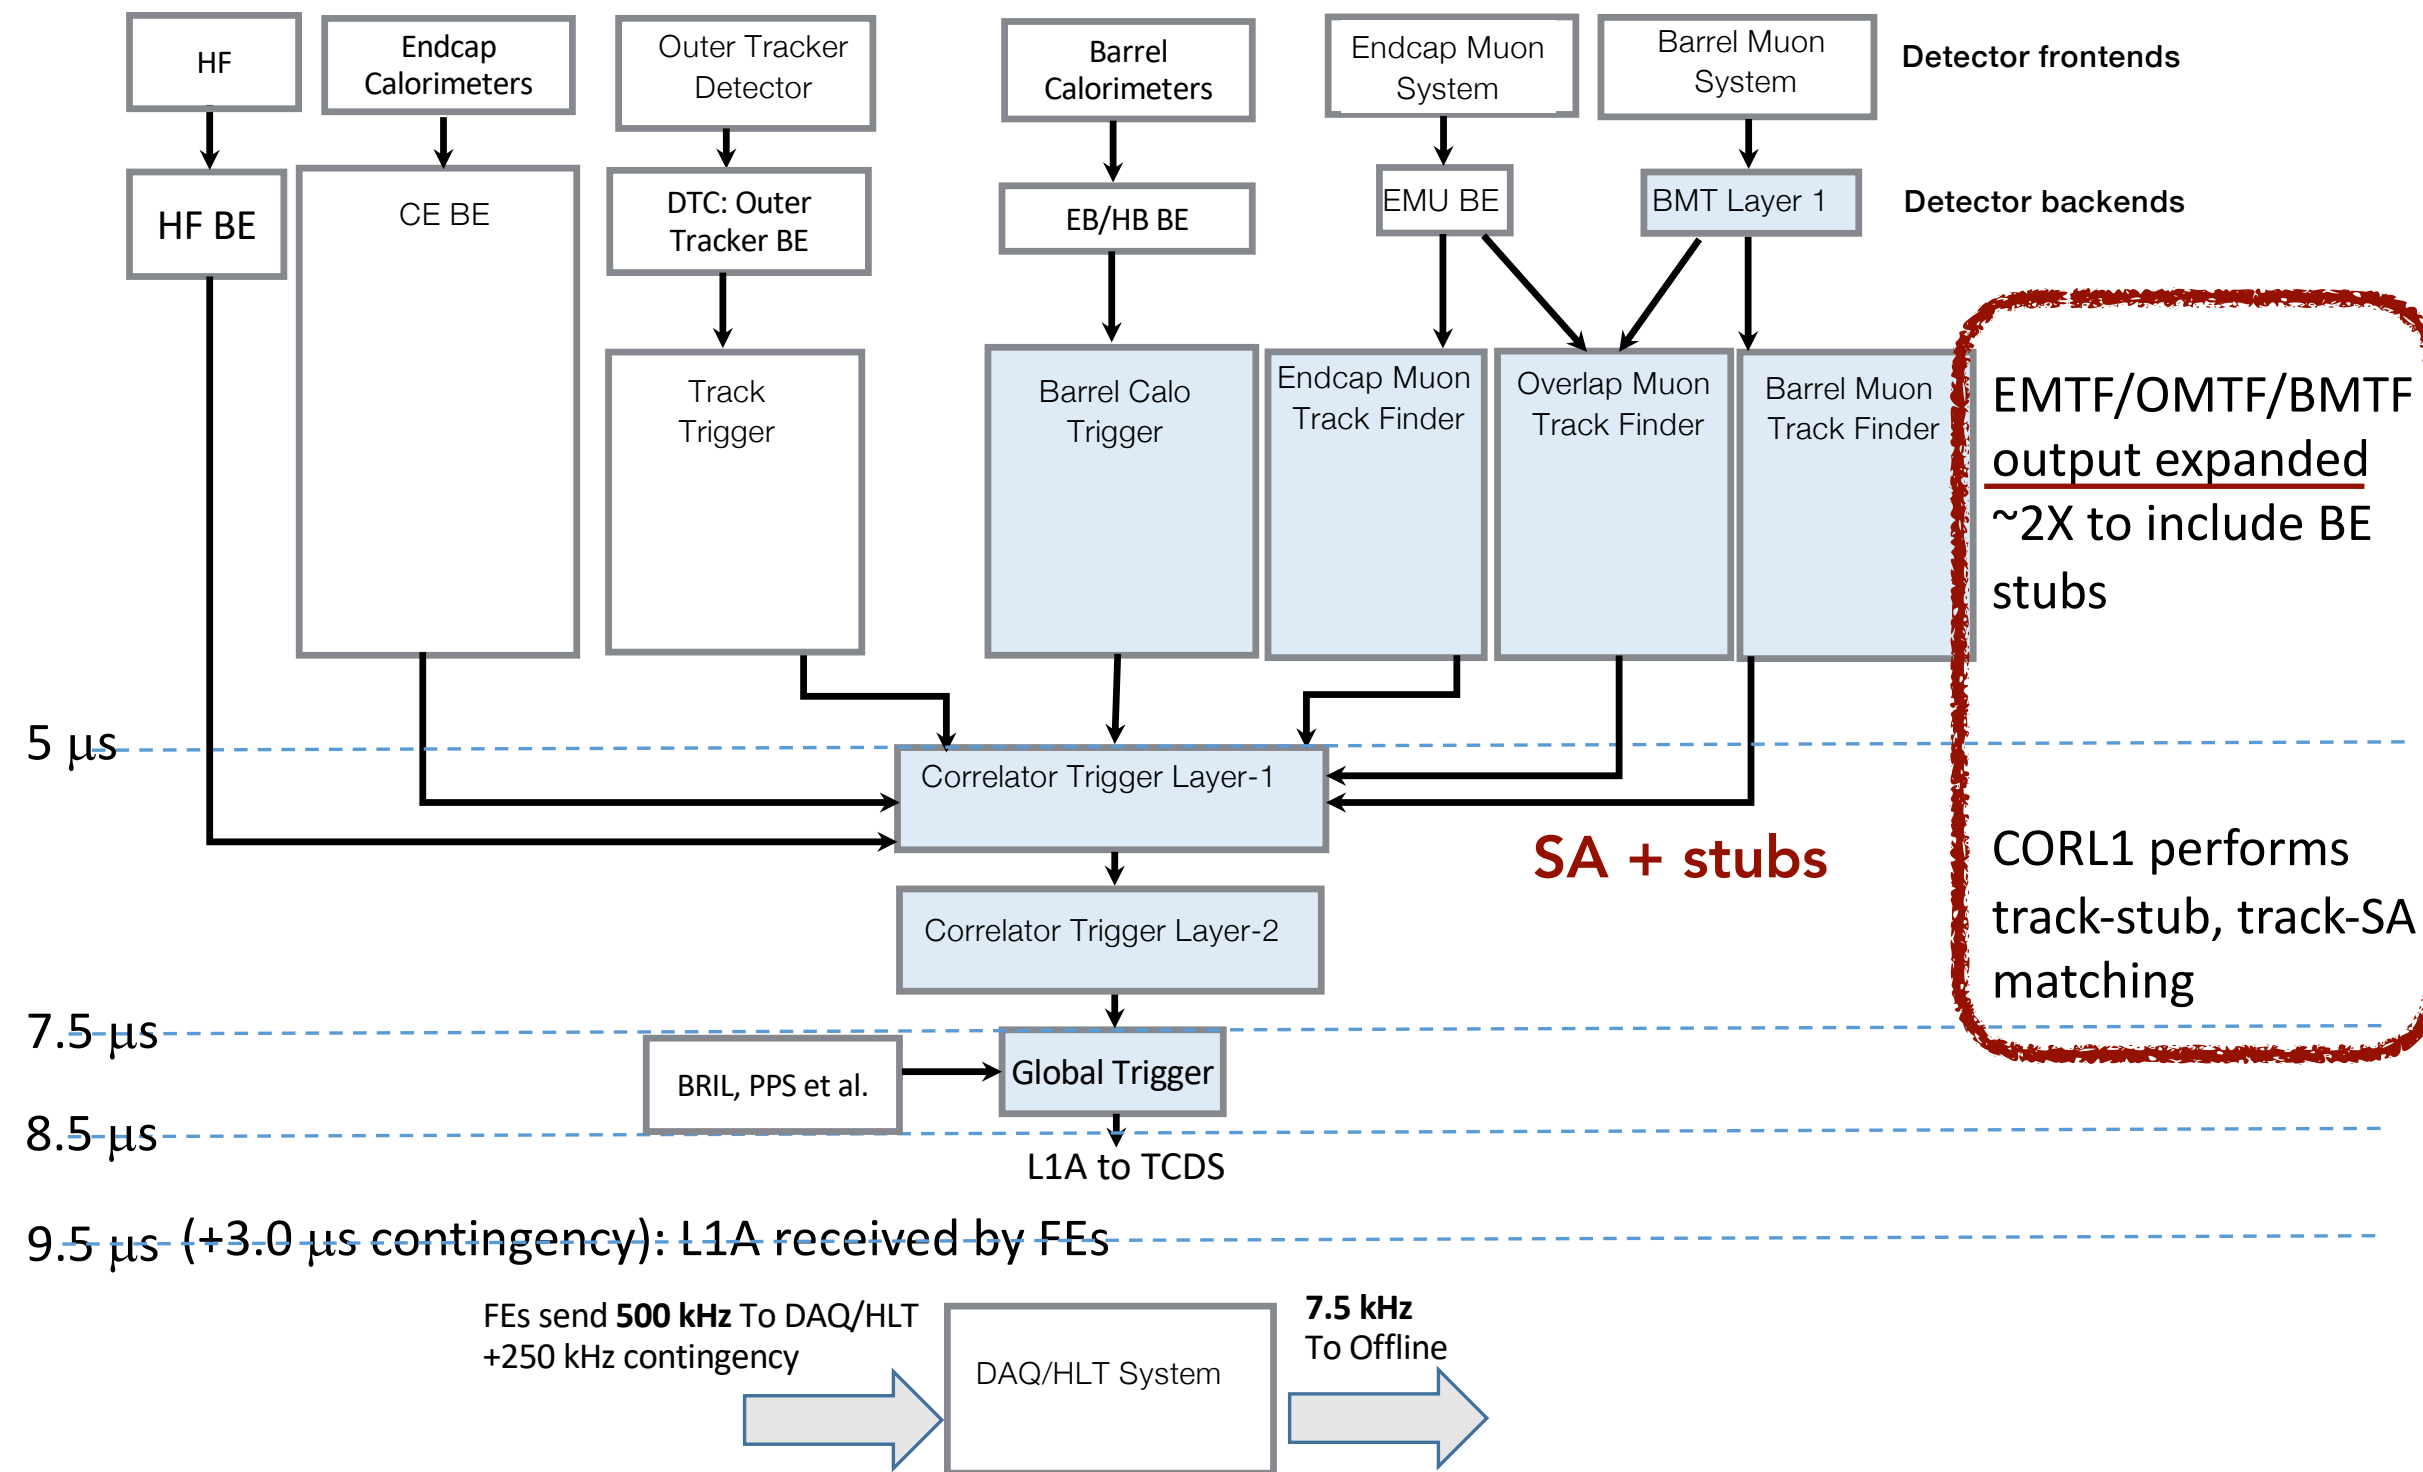 HF
Endcap
Calorimeters
Outer Tracker
Detector
Barrel
Calorimeters
Endcap Muon
System
Barrel Muon
System
Detector frontends
HF BE
CE BE
DTC: Outer
Tracker BE
EB/HB BE
EMU BE
BMT Layer 1
Detector backends
Track
Trigger
Barrel Calo
Trigger
Endcap Muon
Track Finder
Overlap Muon
Track Finder
Barrel Muon
Track Finder
EMTF/OMTF/BMTF
output expanded
~2X to include BE
stubs
5 μs
Correlator Trigger Layer-1
SA + stubs
CORL1 performs
track-stub, track-SA
matching
Correlator Trigger Layer-2
7.5 μs
BRIL, PPS et al.
Global Trigger
8.5 μs
L1A to TCDS
9.5 μs (+3.0 μs contingency): L1A received by FEs
FEs send 500 kHz To DAQ/HLT
+250 kHz contingency
DAQ/HLT System
7.5 kHz
To Offline